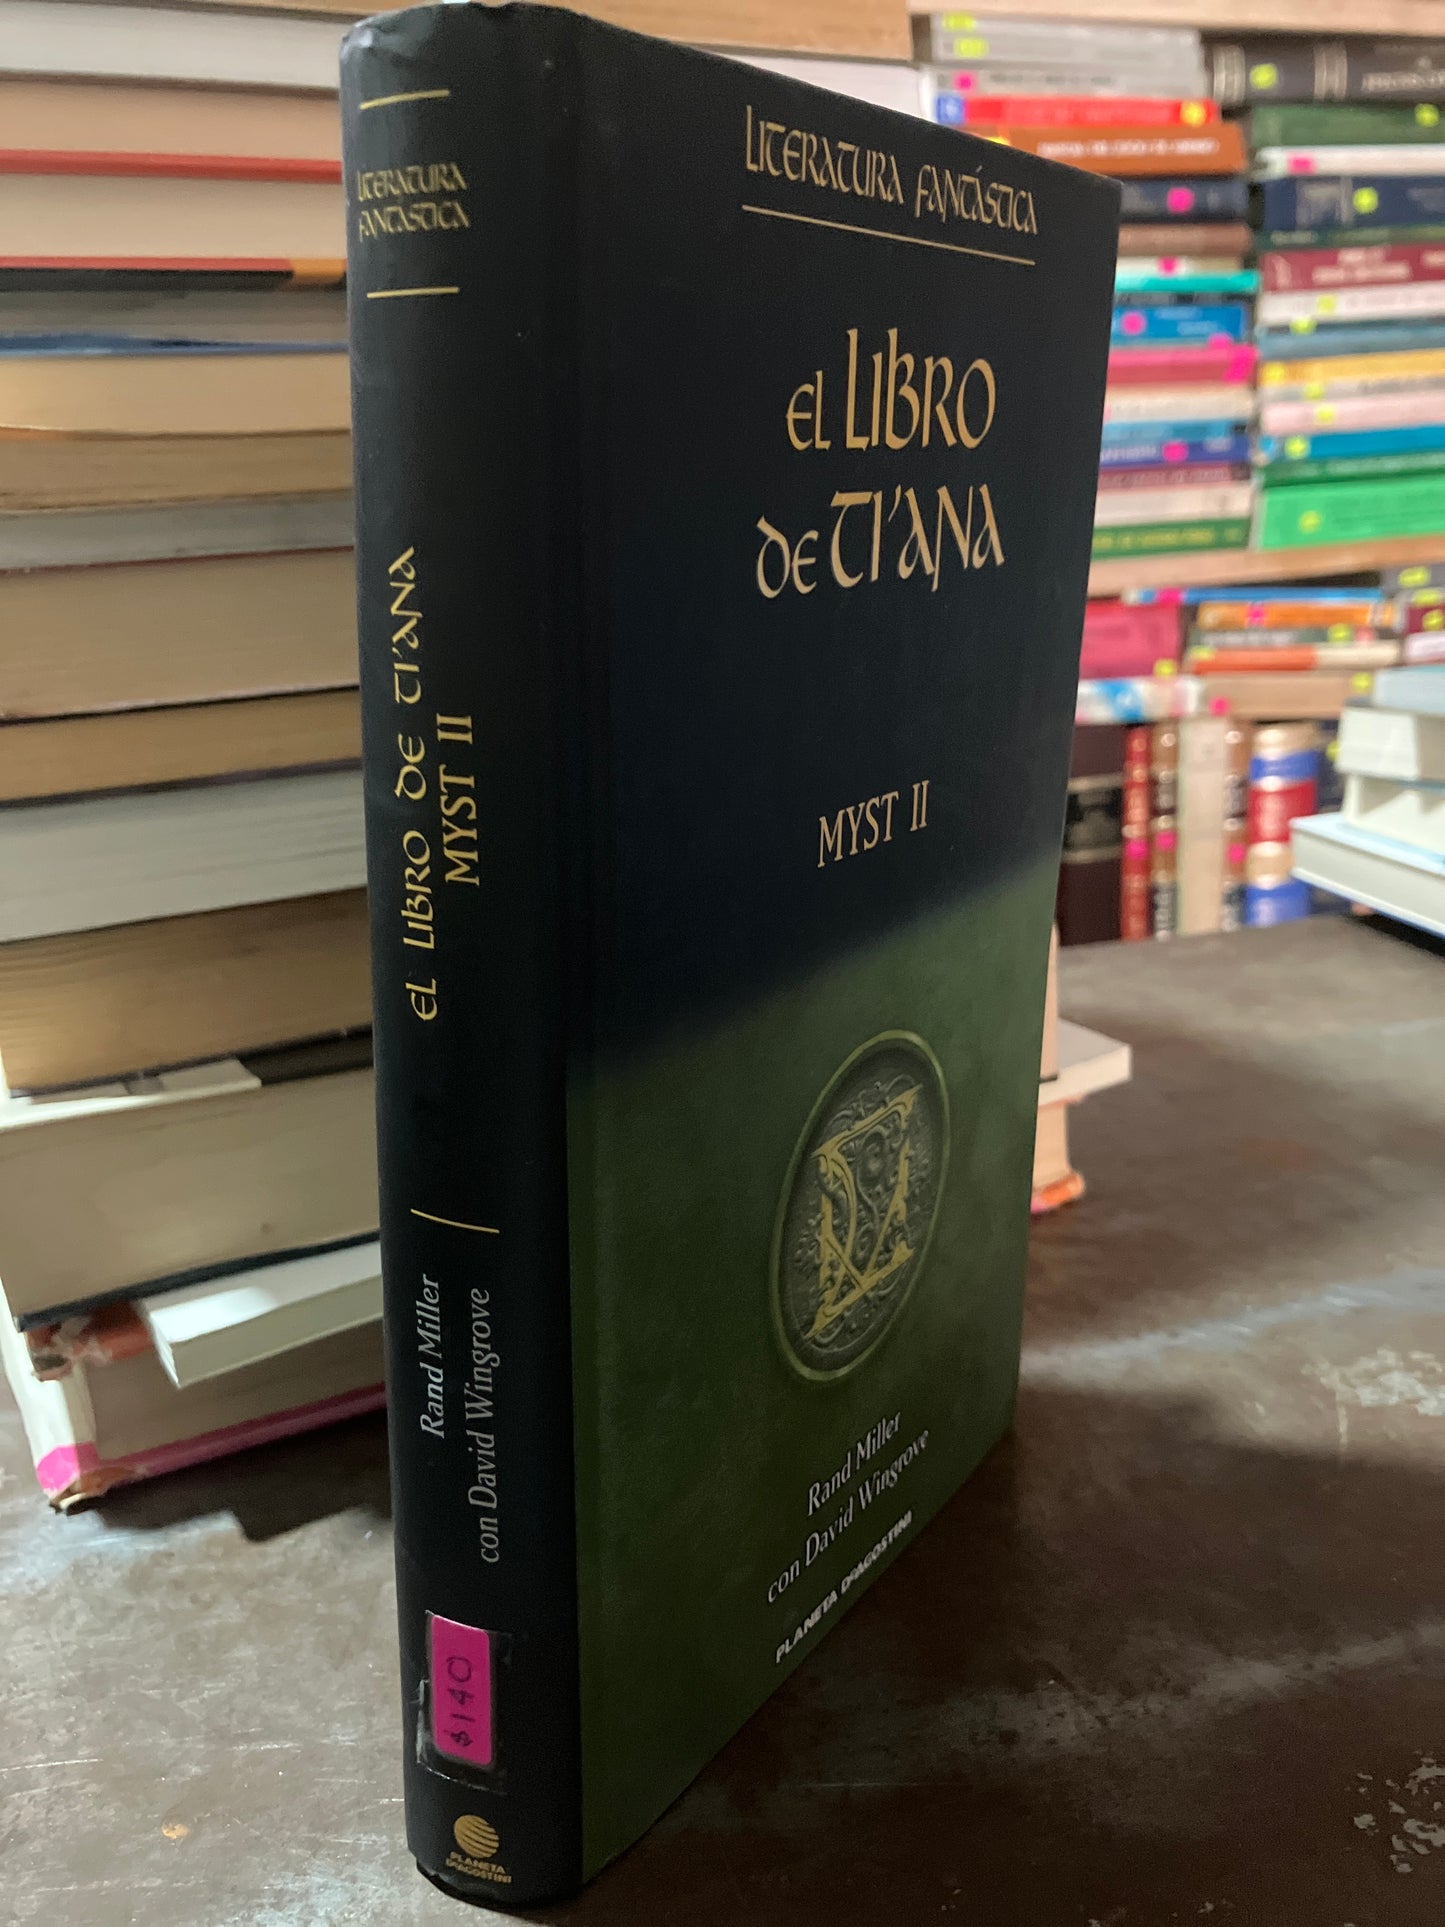 LITERATURA
FANTÁSTICA
EL LIBRO DE TI'ANA
MYST II
Rand Miller
con David Wingrove
$140
PLANETA
DeAGOSTINI
LITERATURA FANTÁSTICA
EL LIBRO
DE TI'ANA
MYST II
Rand Miller
con David Wingrove
PLANETA DeAGOSTINI